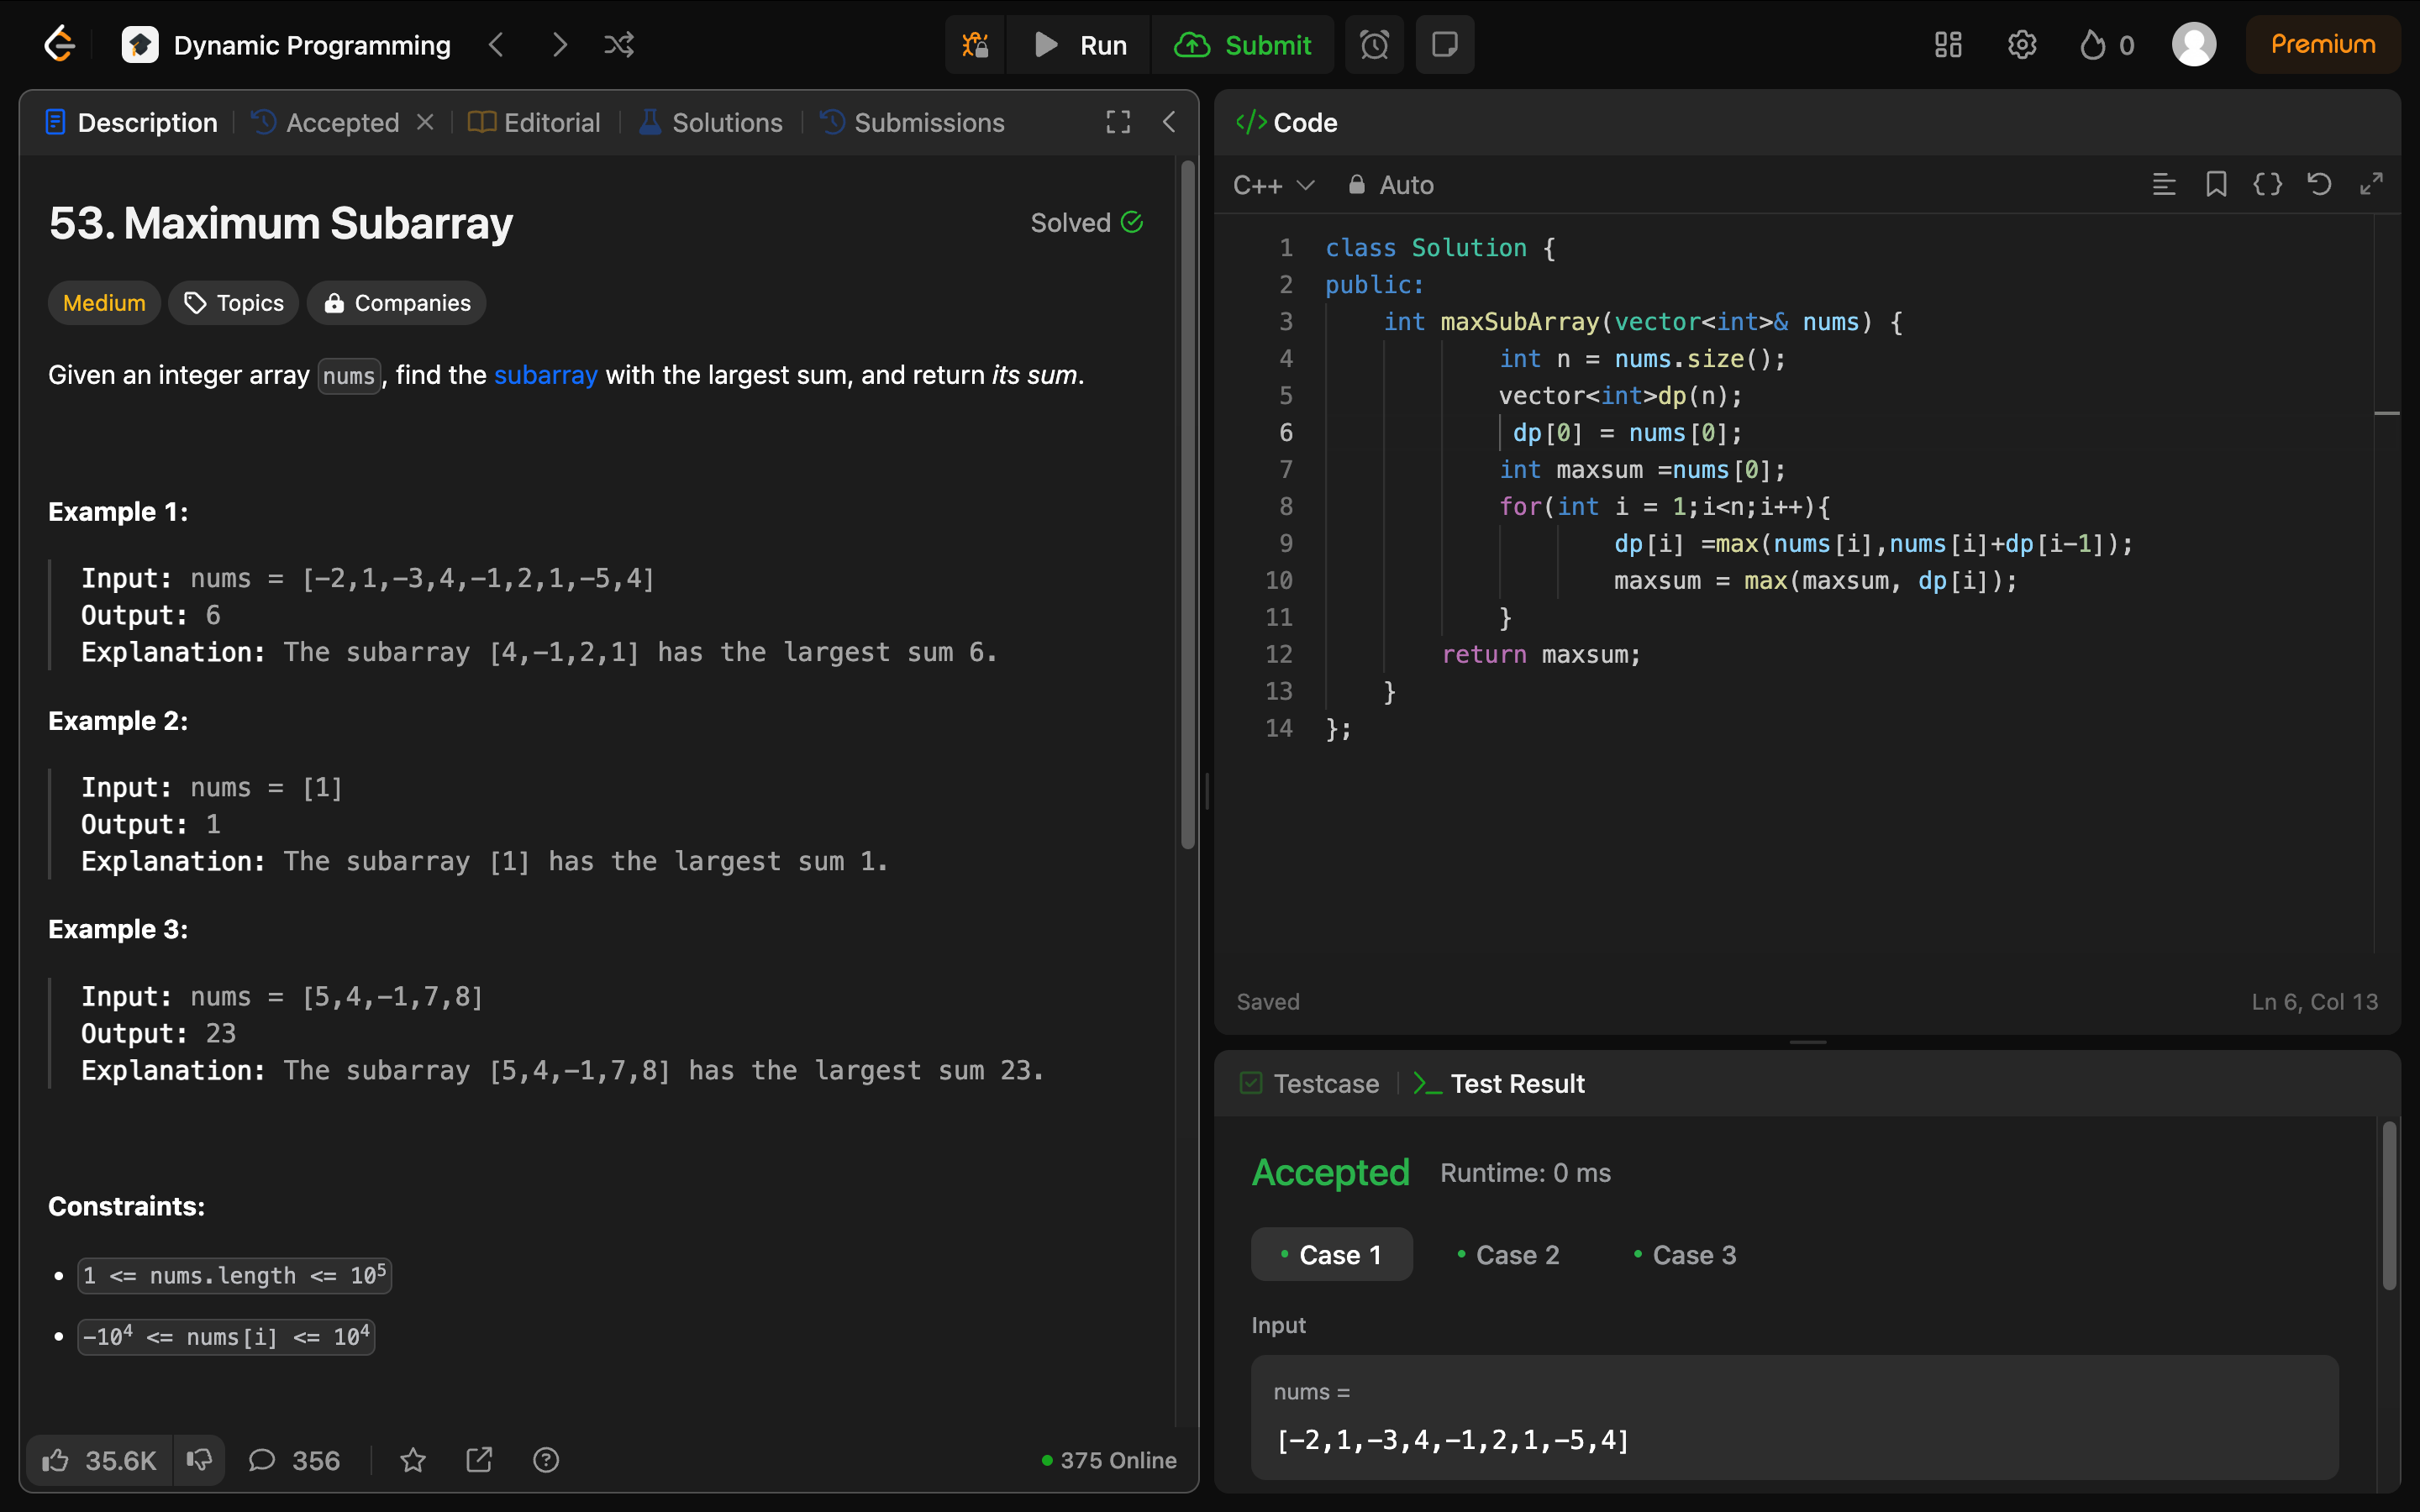 Dynamic Programming
Run
Submit
0
Premium
Description
Accepted
Editorial
Solutions
Submissions
53. Maximum Subarray
Solved
Medium
Topics
Companies
Given an integer array nums, find the subarray with the largest sum, and return its sum.
Example 1:
Input: nums = [-2,1,-3,4,-1,2,1,-5,4]
Output: 6
Explanation: The subarray [4,-1,2,1] has the largest sum 6.
Example 2:
Input: nums = [1]
Output: 1
Explanation: The subarray [1] has the largest sum 1.
Example 3:
Input: nums = [5,4,-1,7,8]
Output: 23
Explanation: The subarray [5,4,-1,7,8] has the largest sum 23.
Constraints:
• 1 <= nums.length <= 10⁵
• -10⁴ <= nums[i] <= 10⁴
35.6K
356
375 Online
</> Code
C++
Auto
1 class Solution {
2 public:
3     int maxSubArray(vector<int>& nums) {
4             int n = nums.size();
5             vector<int>dp(n);
6              dp[0] = nums[0];
7             int maxsum =nums[0];
8             for(int i = 1;i<n;i++){
9                     dp[i] =max(nums[i],nums[i]+dp[i-1]);
10                     maxsum = max(maxsum, dp[i]);
11             }
12         return maxsum;
13     }
14 };
Saved
Ln 6, Col 13
Testcase
Test Result
Accepted
Runtime: 0 ms
• Case 1
• Case 2
• Case 3
Input
nums =
[-2,1,-3,4,-1,2,1,-5,4]